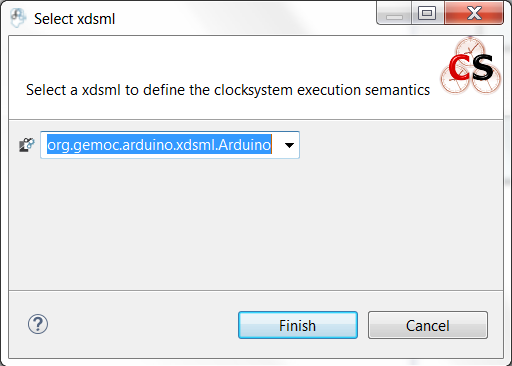 Select xdsml
CS
Select a xdsml to define the clocksystem execution semantics
org.gemoc.arduino.xdsml.Arduino
?
Finish
Cancel